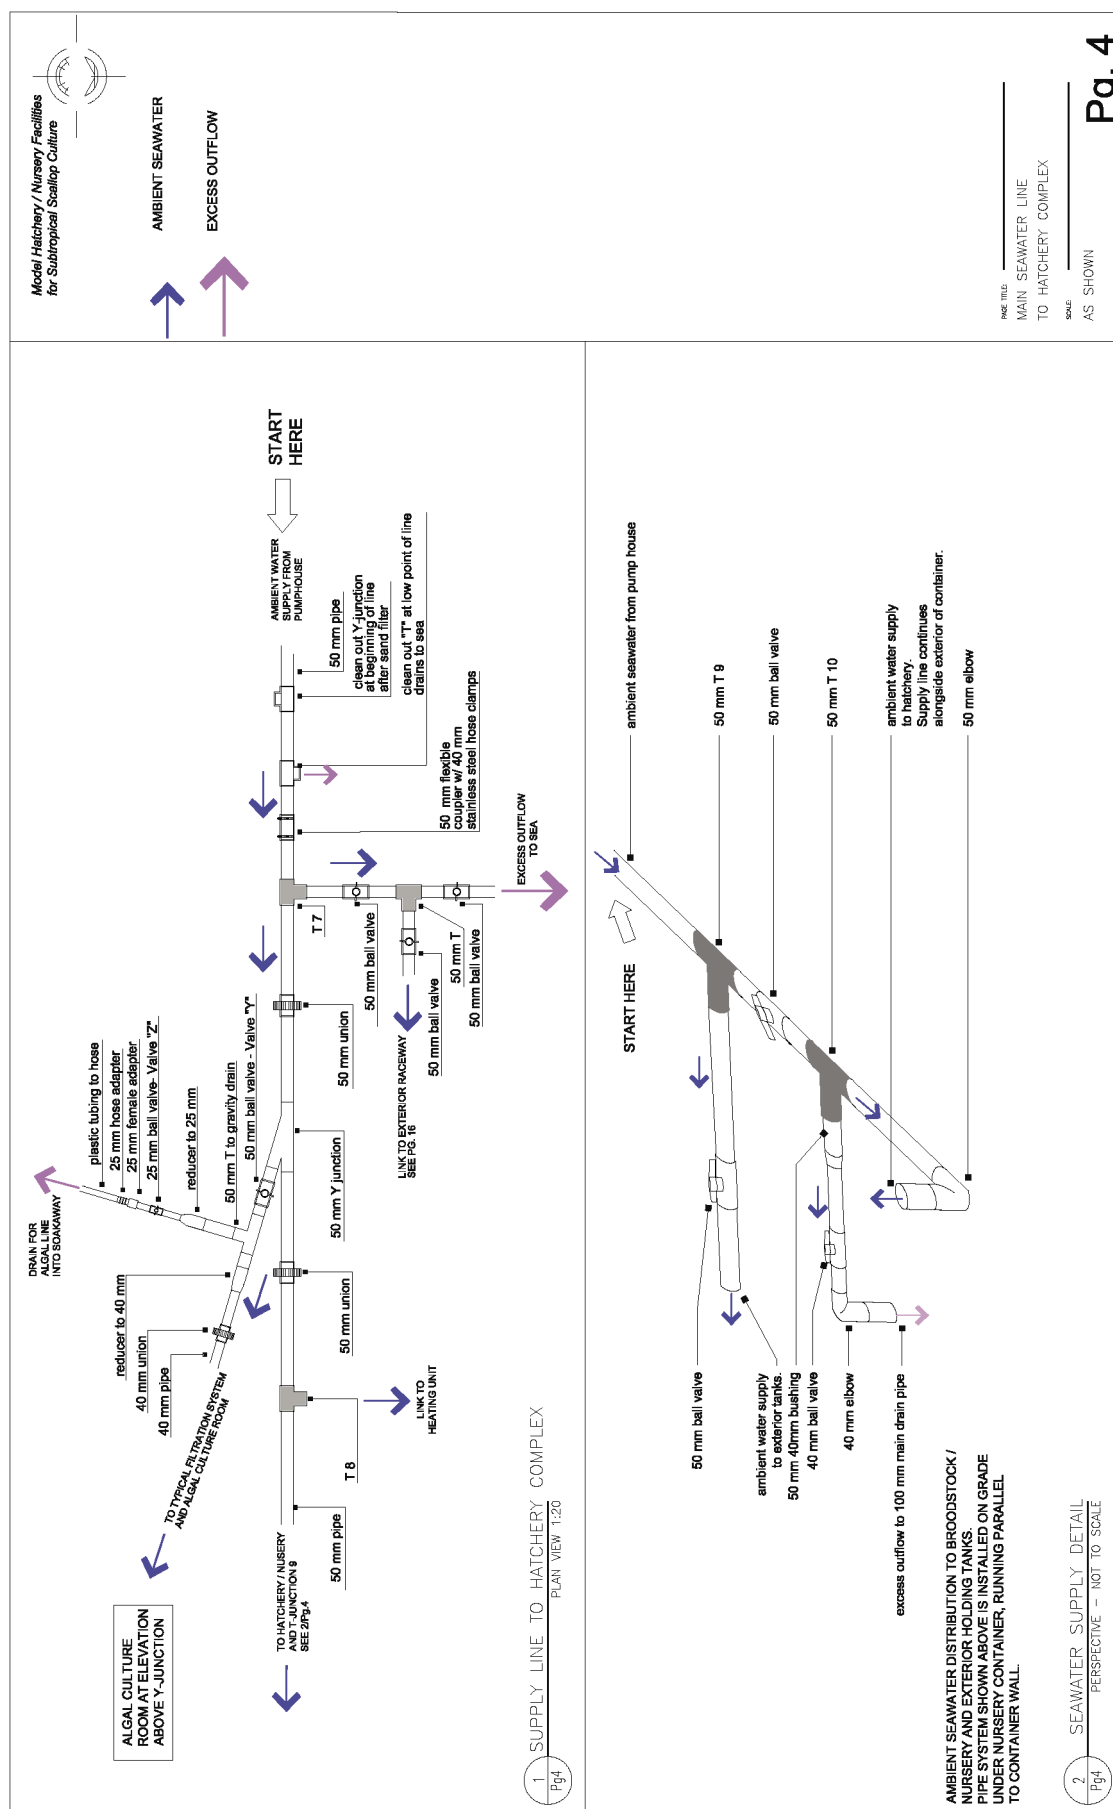 Model Hatchery / Nursery Facilities
for Subtropical Scallop Culture
AMBIENT SEAWATER
EXCESS OUTFLOW
START
HERE
AMBIENT WATER
SUPPLY FROM
PUMPHOUSE
50 mm pipe
clean out Y-junction
at beginning of line
after sand filter
clean out "T" at low point of line
drains to sea
50 mm flexible
coupler w/ 40 mm
stainless steel hose clamps
EXCESS OUTFLOW
TO SEA
T 7
50 mm ball valve
50 mm T
50 mm ball valve
50 mm ball valve
LINK TO EXTERIOR RACEWAY
SEE PG. 16
50 mm union
50 mm Y junction
50 mm union
plastic tubing to hose
25 mm hose adapter
25 mm female adapter
25 mm ball valve- Valve "Z"
reducer to 25 mm
50 mm T to gravity drain
50 mm ball valve - Valve "Y"
DRAIN FOR
ALGAL LINE
INTO SOAKAWAY
reducer to 40 mm
40 mm union
40 mm pipe
TO TYPICAL FILTRATION SYSTEM
AND ALGAL CULTURE ROOM
LINK TO
HEATING UNIT
T 8
50 mm pipe
TO HATCHERY / NUSERY
AND T-JUNCTION 9
SEE 2/Pg.4
ALGAL CULTURE
ROOM AT ELEVATION
ABOVE Y-JUNCTION
1
Pg4
SUPPLY LINE TO HATCHERY COMPLEX
PLAN VIEW 1:20
ambient seawater from pump house
START HERE
50 mm T 9
50 mm ball valve
50 mm T 10
ambient water supply
to hatchery.
Supply line continues
alongside exterior of container.
50 mm elbow
50 mm ball valve
ambient water supply
to exterior tanks.
50 mm 40mm bushing
40 mm ball valve
40 mm elbow
excess outflow to 100 mm main drain pipe
AMBIENT SEAWATER DISTRIBUTION TO BROODSTOCK /
NURSERY AND EXTERIOR HOLDING TANKS.
PIPE SYSTEM SHOWN ABOVE IS INSTALLED ON GRADE
UNDER NURSERY CONTAINER, RUNNING PARALLEL
TO CONTAINER WALL.
2
Pg4
SEAWATER SUPPLY DETAIL
PERSPECTIVE - NOT TO SCALE
PAGE TITLE:
MAIN SEAWATER LINE
TO HATCHERY COMPLEX
SCALE:
AS SHOWN
Pg. 4